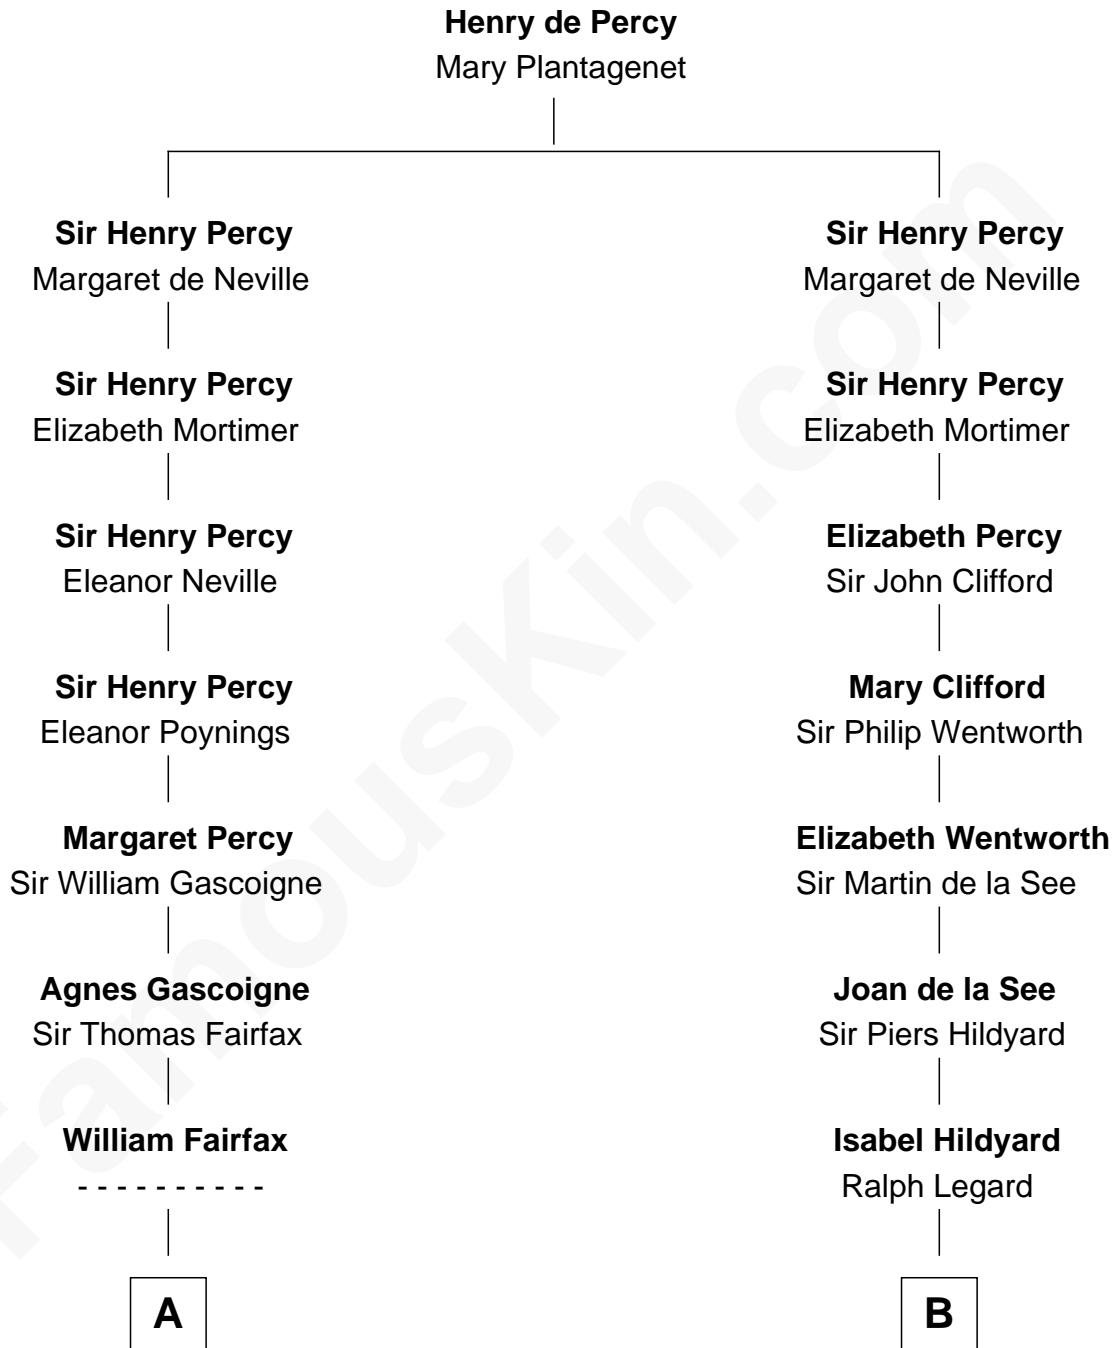 Henry de Percy
Mary Plantagenet
Sir Henry Percy
Margaret de Neville
Sir Henry Percy
Elizabeth Mortimer
Sir Henry Percy
Eleanor Neville
Sir Henry Percy
Eleanor Poynings
Margaret Percy
Sir William Gascoigne
Agnes Gascoigne
Sir Thomas Fairfax
William Fairfax
- - - - - - - - - -
A
Sir Henry Percy
Margaret de Neville
Sir Henry Percy
Elizabeth Mortimer
Elizabeth Percy
Sir John Clifford
Mary Clifford
Sir Philip Wentworth
Elizabeth Wentworth
Sir Martin de la See
Joan de la See
Sir Piers Hildyard
Isabel Hildyard
Ralph Legard
B
FamousKin.com